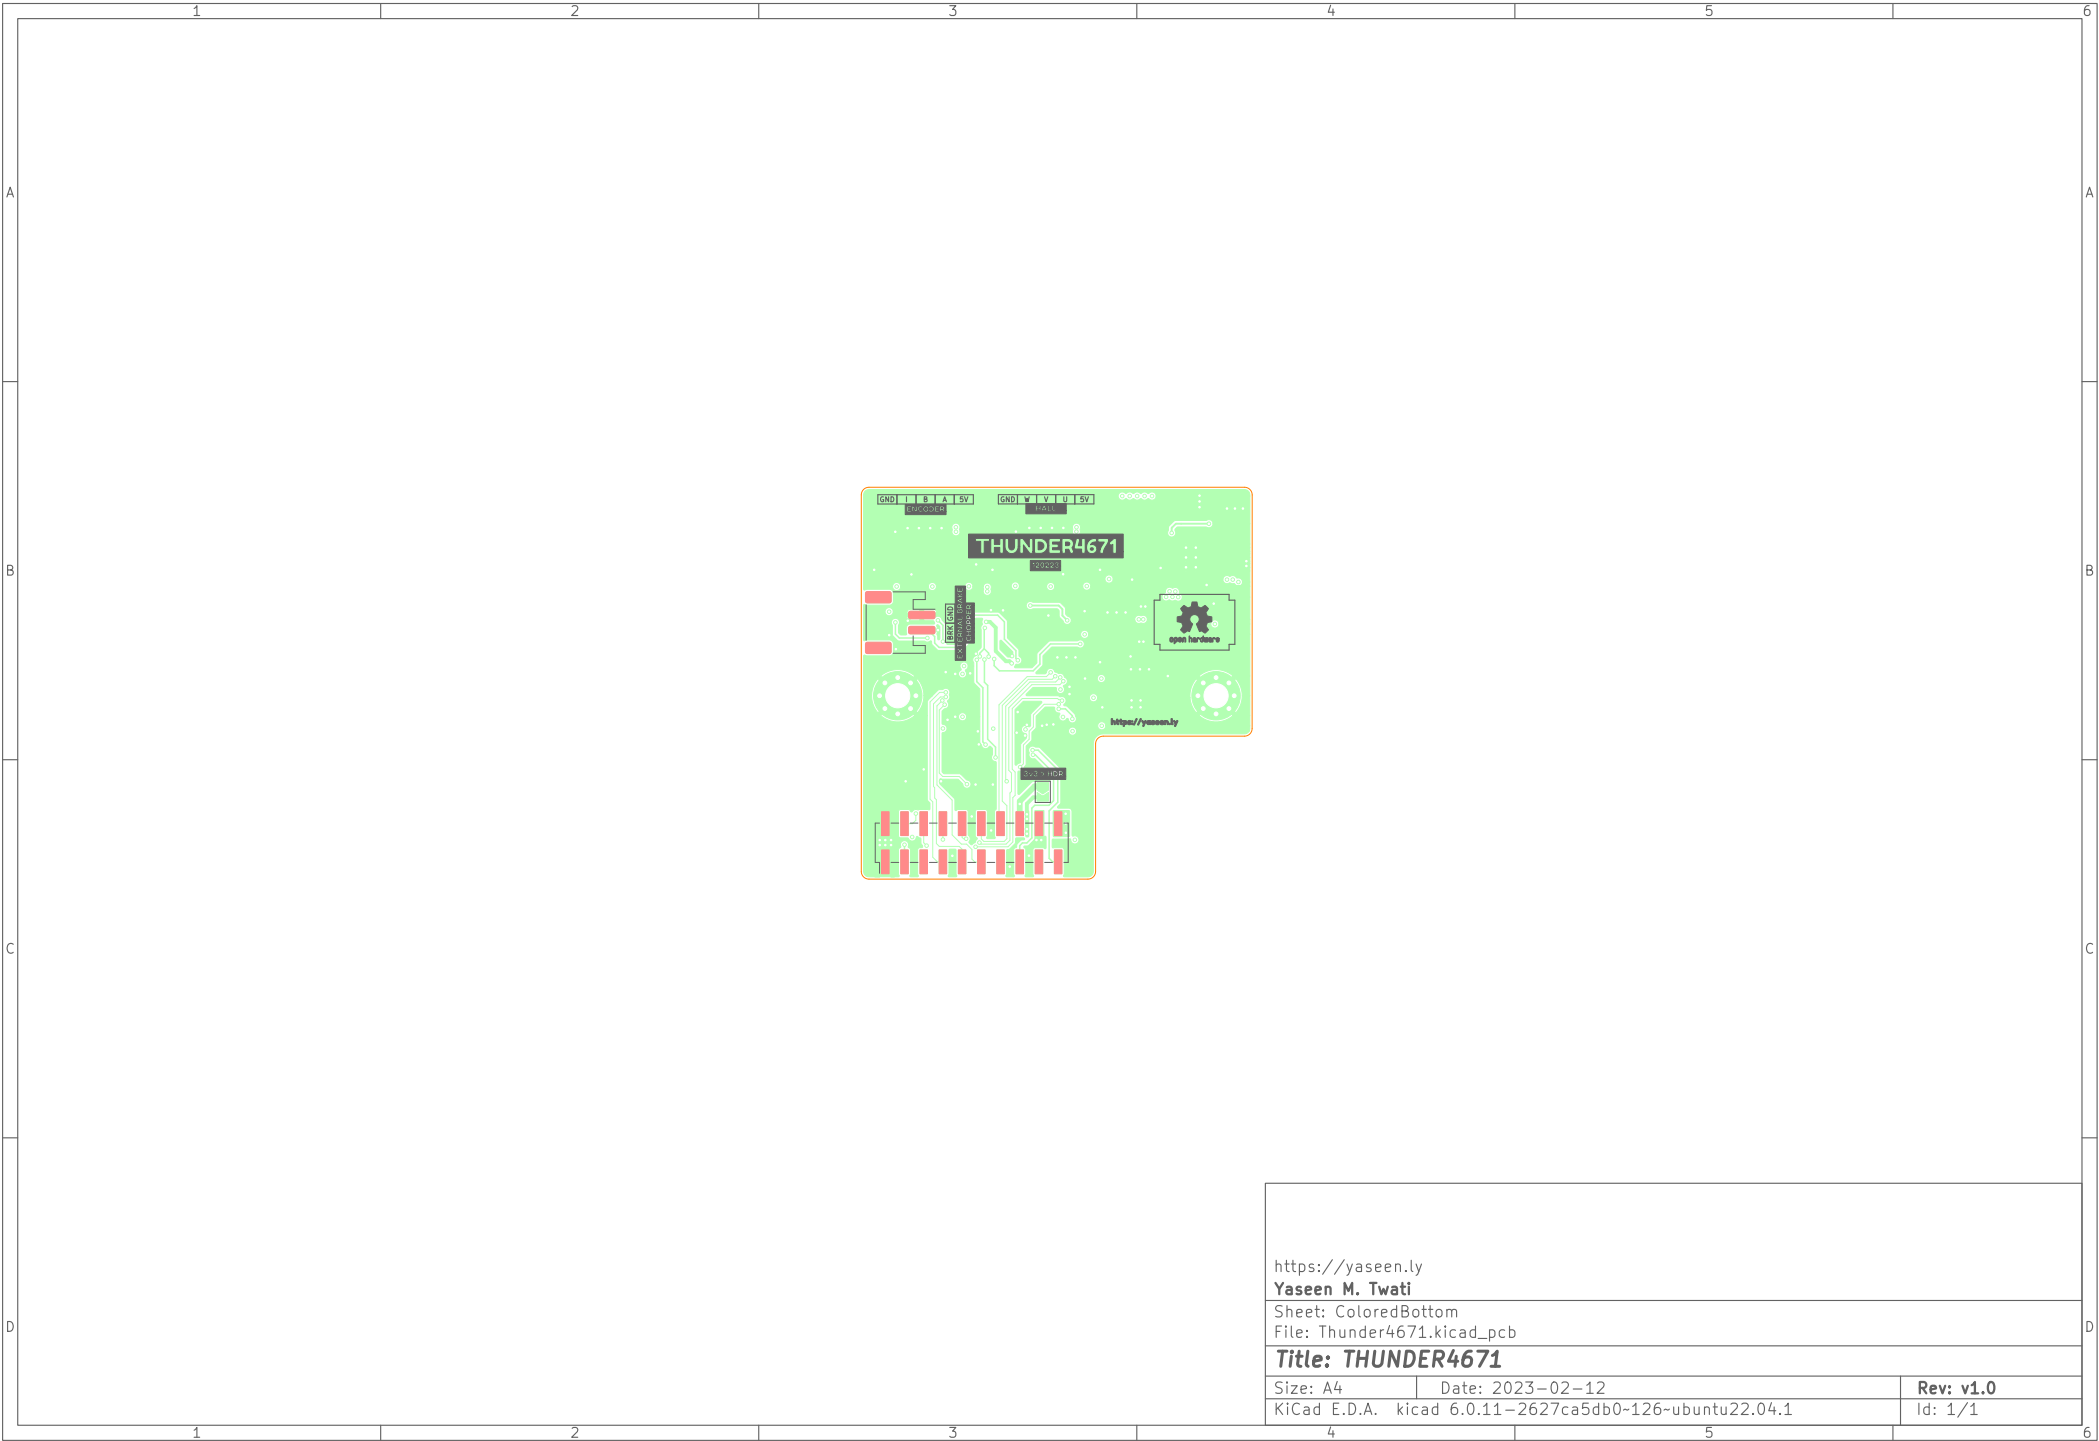 1 2 3 4 5 6
A A
B B
C C
D D
GND I B A 5V
ENCODER
GND W V U 5V
HALL
THUNDER4671
120223
BRK GND
EXTERNAL BRAKE
CHOPPER
open hardware
https://yaseen.ly
https://yaseen.ly
Yaseen M. Twati
Sheet: ColoredBottom
File: Thunder4671.kicad_pcb
Title: THUNDER4671
Size: A4 Date: 2023-02-12 Rev: v1.0
KiCad E.D.A. kicad 6.0.11-2627ca5db0~126~ubuntu22.04.1 Id: 1/1
1 2 3 4 5 6